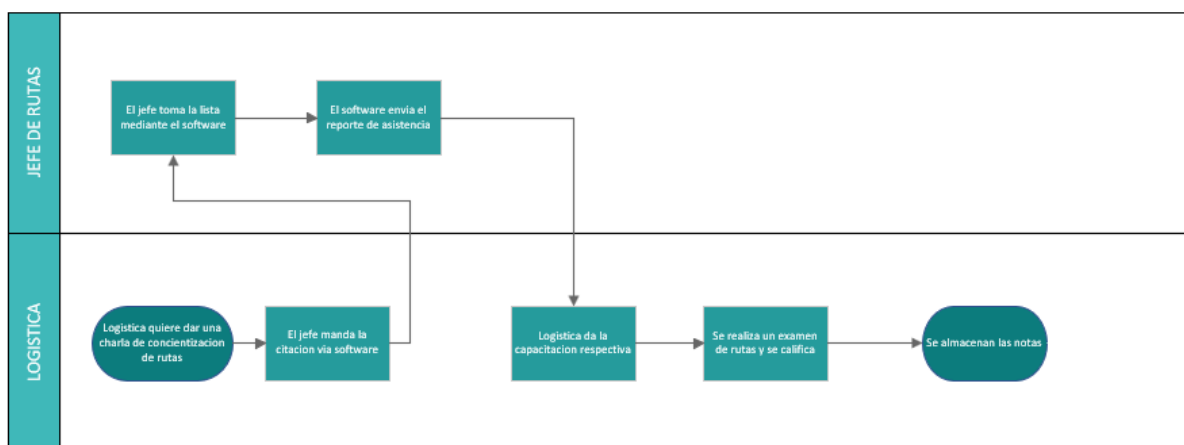 JEFE DE RUTAS
El jefe toma la lista
mediante el software
El software envia el
reporte de asistencia
LOGISTICA
Logistica quiere dar una
charla de concientizacion
de rutas
El jefe manda la
citacion via software
Logistica da la
capacitacion respectiva
Se realiza un examen
de rutas y se califica
Se almacenan las notas